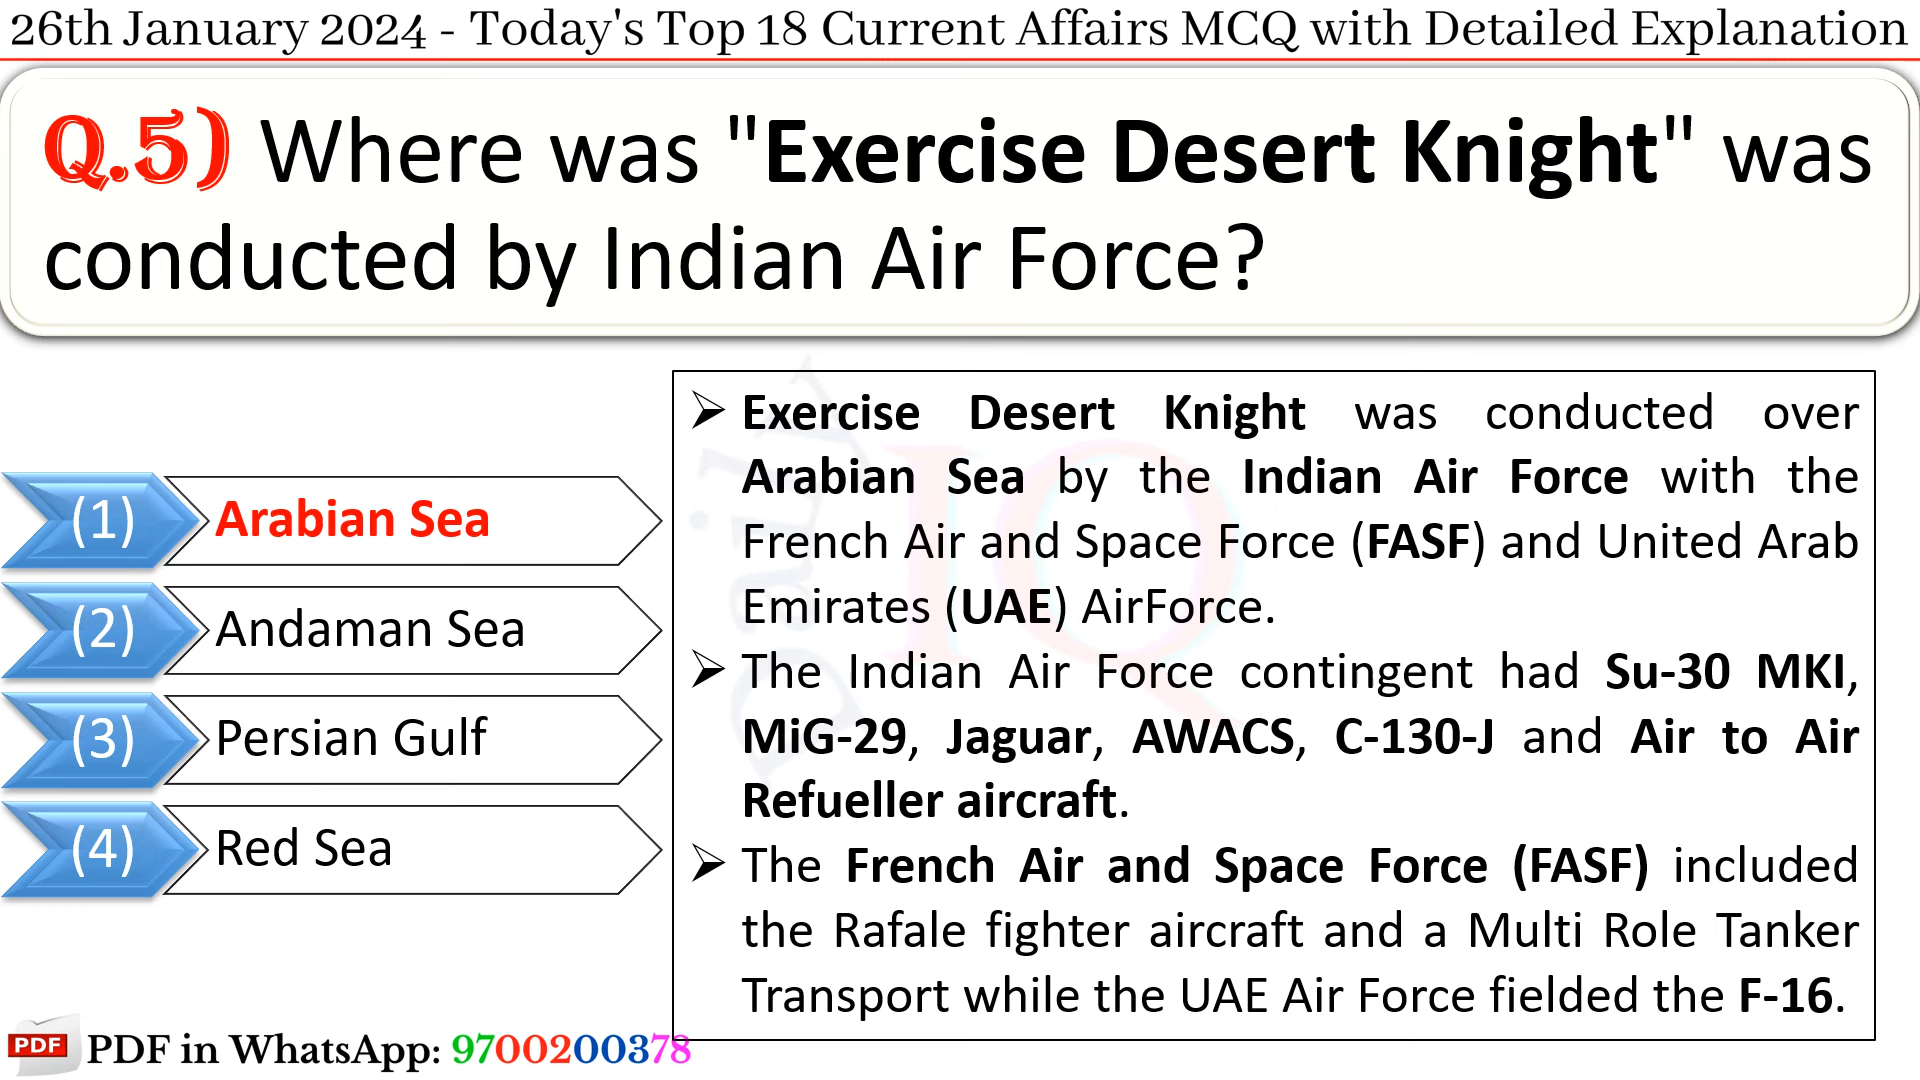 26th January 2024 - Today's Top 18 Current Affairs MCQ with Detailed Explanation
Q.5) Where was "Exercise Desert Knight" was
conducted by Indian Air Force?
(1) Arabian Sea
(2) Andaman Sea
(3) Persian Gulf
(4) Red Sea
➢ Exercise Desert Knight was conducted over
Arabian Sea by the Indian Air Force with the
French Air and Space Force (FASF) and United Arab
Emirates (UAE) AirForce.
➢ The Indian Air Force contingent had Su-30 MKI,
MiG-29, Jaguar, AWACS, C-130-J and Air to Air
Refueller aircraft.
➢ The French Air and Space Force (FASF) included
the Rafale fighter aircraft and a Multi Role Tanker
Transport while the UAE Air Force fielded the F-16.
Daily
IQ
PDF PDF in WhatsApp: 9700200378